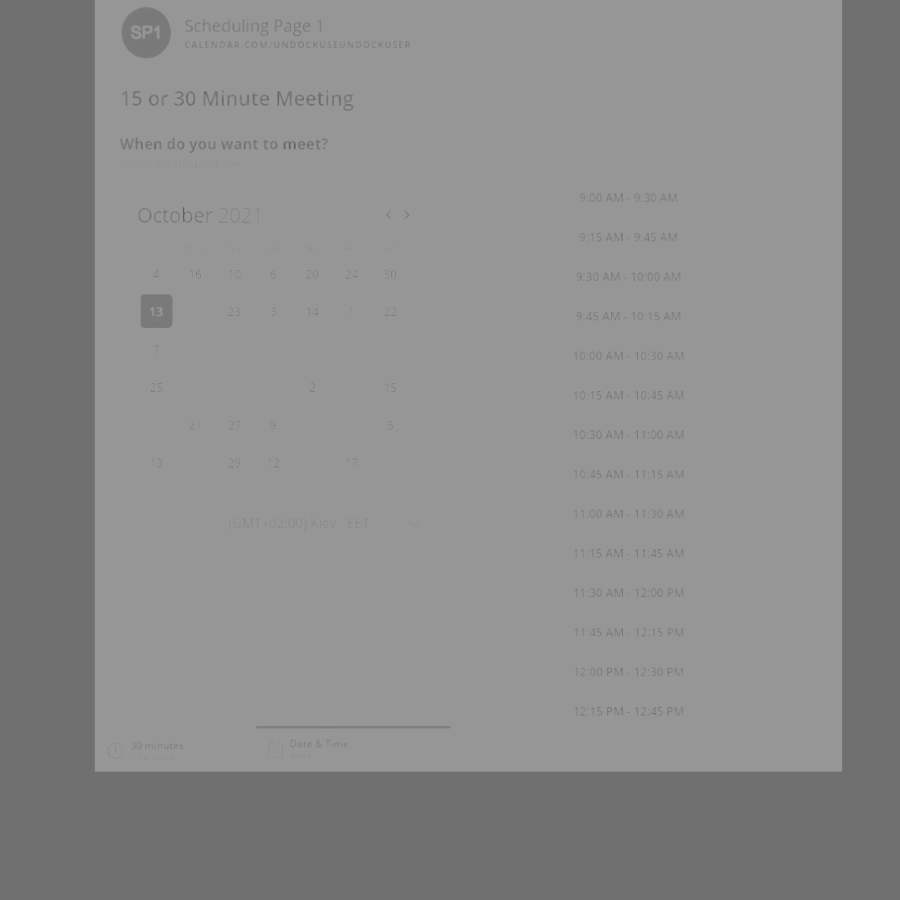 SP1
Scheduling Page 1
CALENDAR.COM/UNDOCKUSEUNDOCKUSER
15 or 30 Minute Meeting
When do you want to meet?
October 2021
4 16 10 6 20 24 30
13 23 3 14 1 22
7
25 2 15
21 27 9 5
13 29 12 17
(GMT+02:00) Kiev EET
9:00 AM - 9:30 AM
9:15 AM - 9:45 AM
9:30 AM - 10:00 AM
9:45 AM - 10:15 AM
10:00 AM - 10:30 AM
10:15 AM - 10:45 AM
10:30 AM - 11:00 AM
10:45 AM - 11:15 AM
11:00 AM - 11:30 AM
11:15 AM - 11:45 AM
11:30 AM - 12:00 PM
11:45 AM - 12:15 PM
12:00 PM - 12:30 PM
12:15 PM - 12:45 PM
30 minutes
Date & Time